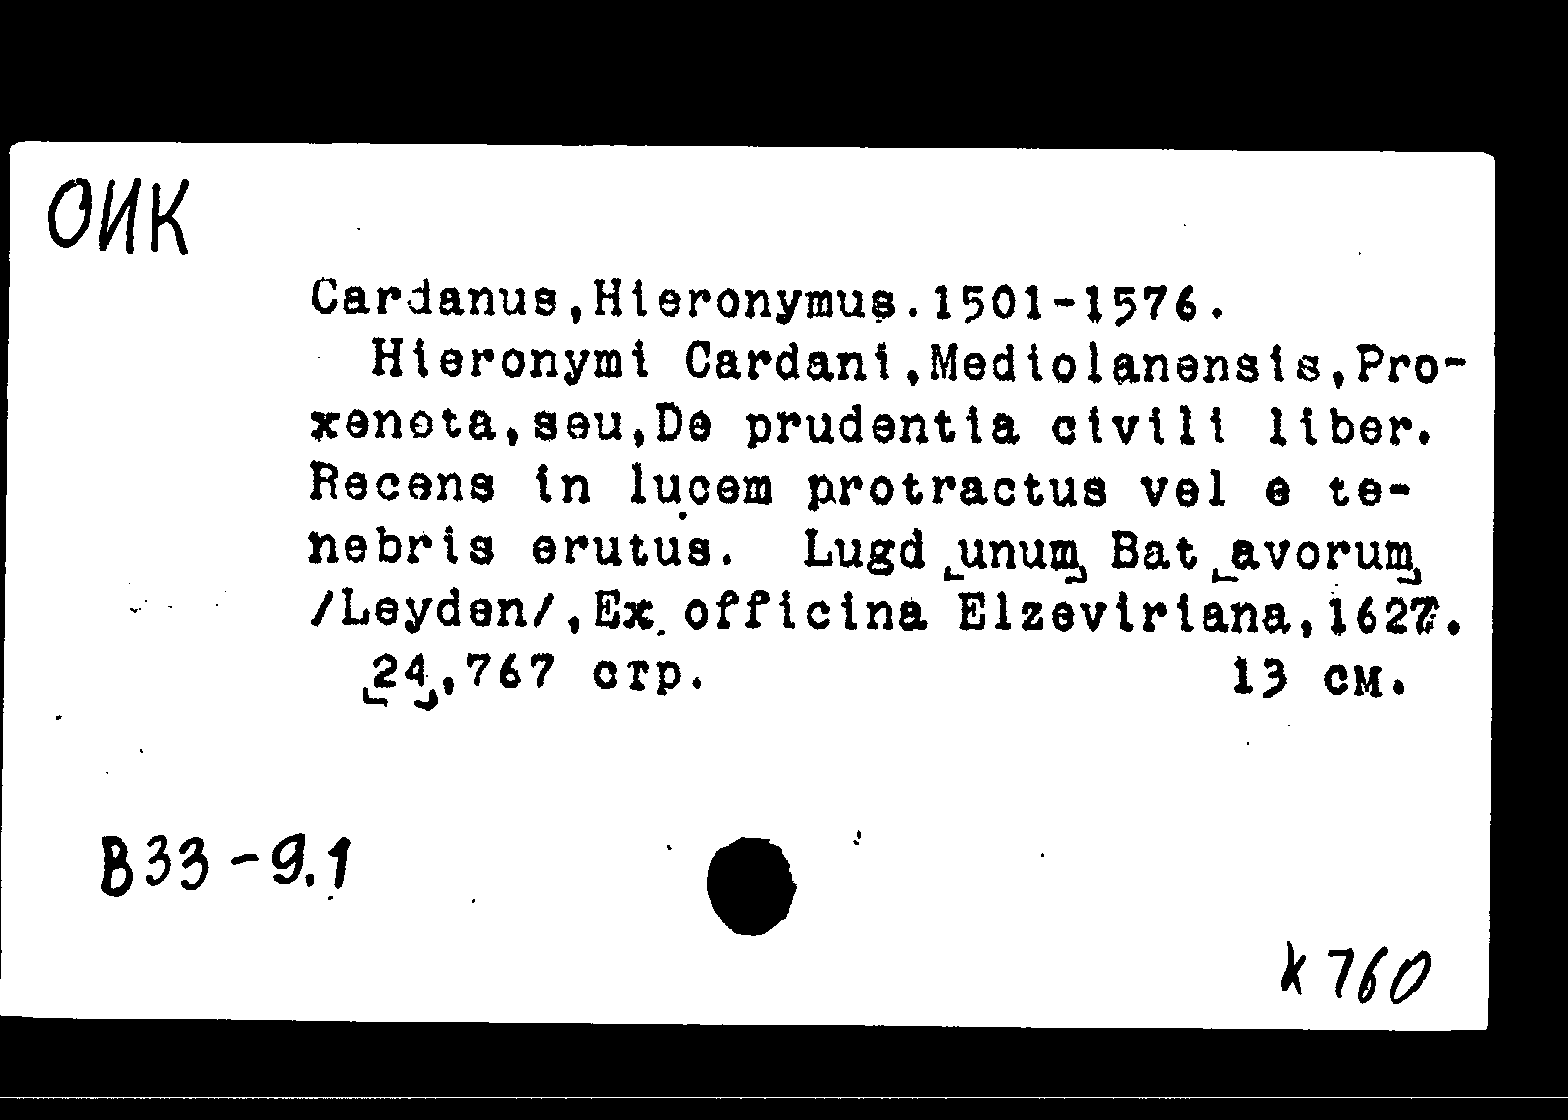 ОИК
Cardanus,Hieronymus.1501-1576.
Hieronymi Cardani,Mediolanensis,Pro-
xeneta,seu,De prudentia civili liber.
Recens in lucem protractus vel e te-
nebris erutus. Lugd[unum] Bat[avorum]
/Leyden/,Ex officina Elzeviriana,1627.
[24],767 стр. 13 см.
В33-9.1
К 760